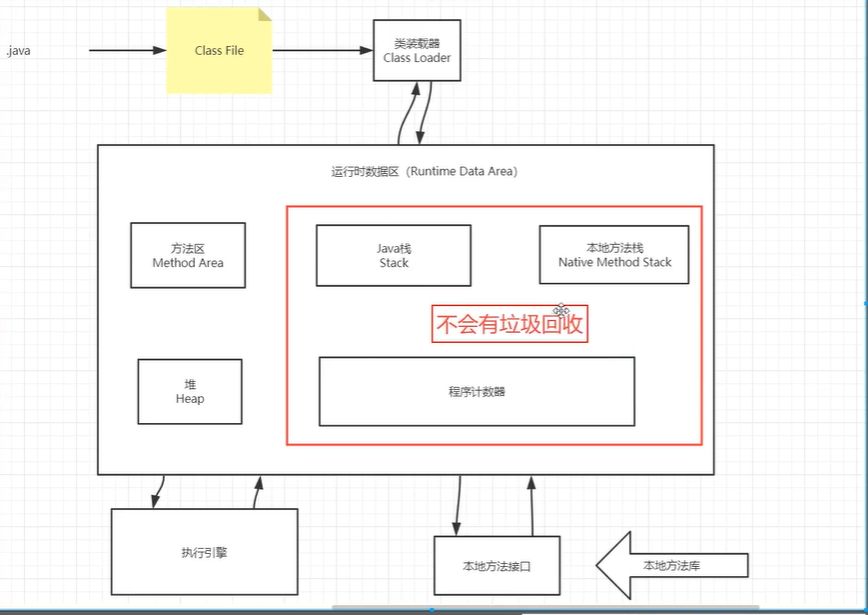 .java
Class File
类装载器
Class Loader
运行时数据区（Runtime Data Area）
方法区
Method Area
Java栈
Stack
本地方法栈
Native Method Stack
不会有垃圾回收
堆
Heap
程序计数器
执行引擎
本地方法接口
本地方法库